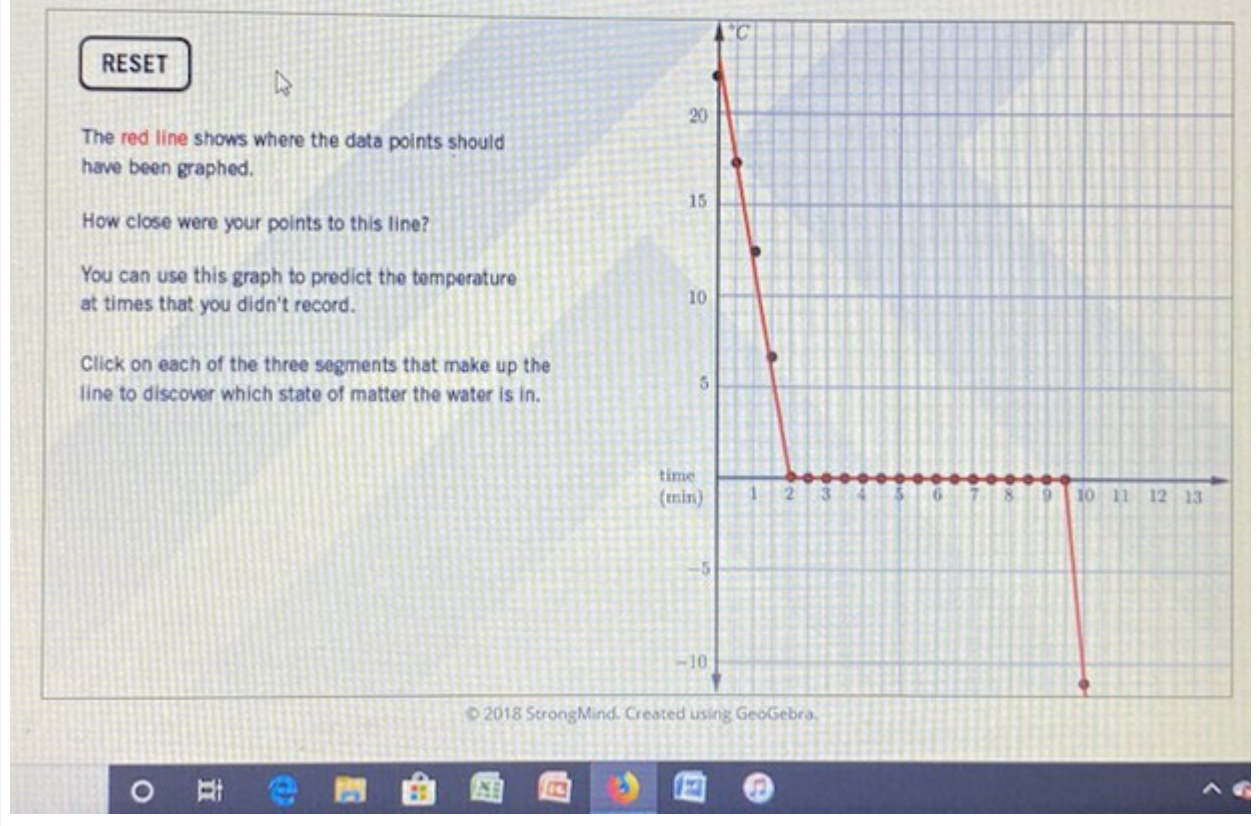 RESET
The red line shows where the data points should
have been graphed.
How close were your points to this line?
You can use this graph to predict the temperature
at times that you didn't record.
Click on each of the three segments that make up the
line to discover which state of matter the water is in.
°C
20
15
10
5
time
(min)
1 2 3 4 5 6 7 8 9 10 11 12 13
-5
-10
© 2018 StrongMind. Created using GeoGebra.